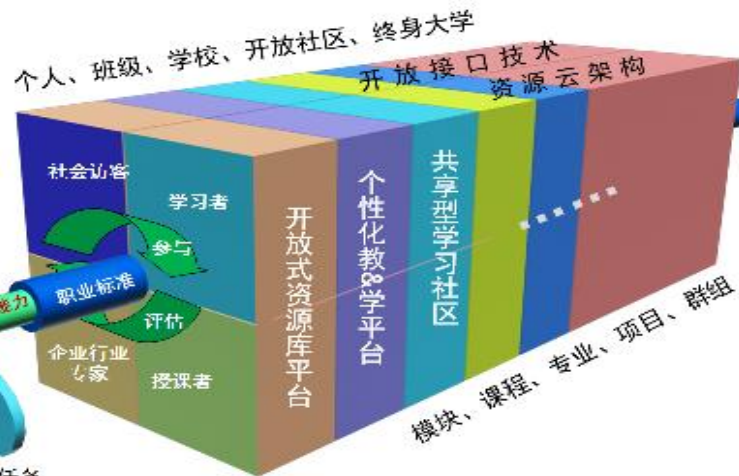 个人、班级、学校、开放社区、终身大学
开放接口技术
资源云架构
社会访客
学习者
参与
职业标准
评估
企业行业
专家
授课者
开放式资源库平台
个性化教&学平台
共享型学习社区
......
模块、课程、专业、项目、群组